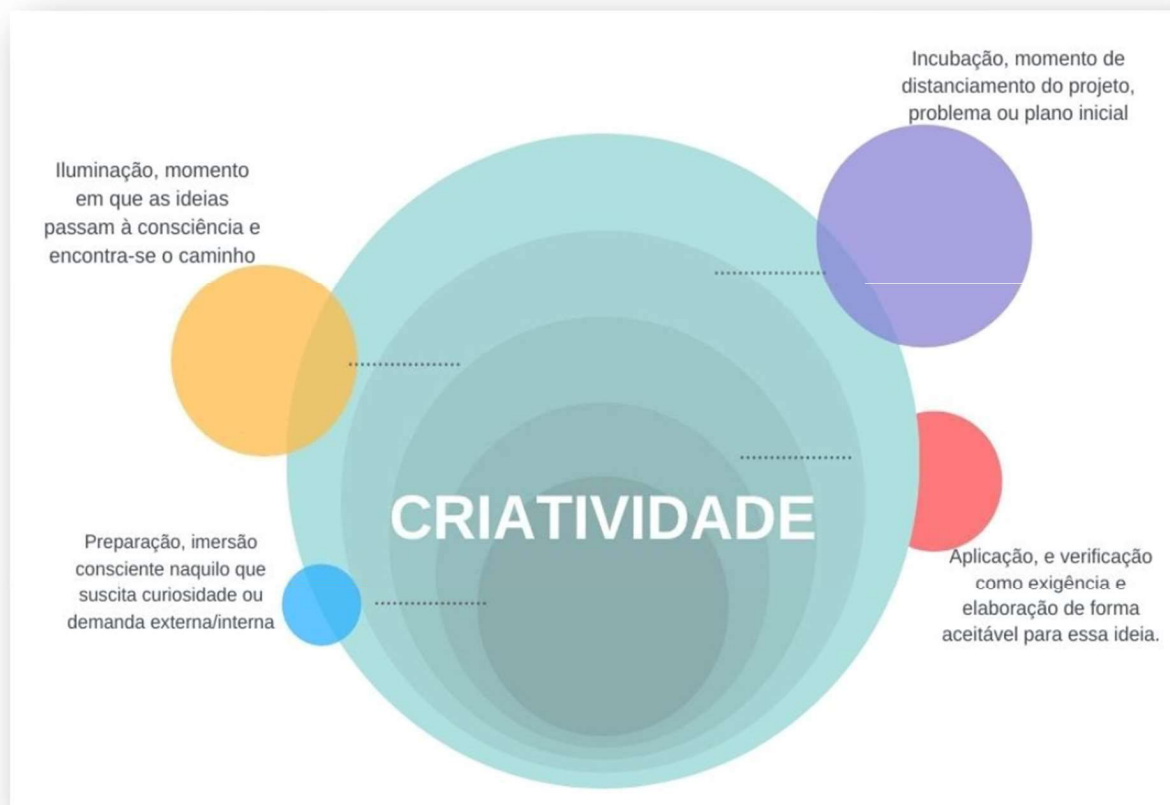 Incubação, momento de
distanciamento do projeto,
problema ou plano inicial
Iluminação, momento
em que as ideias
passam à consciência e
encontra-se o caminho
CRIATIVIDADE
Preparação, imersão
consciente naquilo que
suscita curiosidade ou
demanda externa/interna
Aplicação, e verificação
como exigência e
elaboração de forma
aceitável para essa ideia.